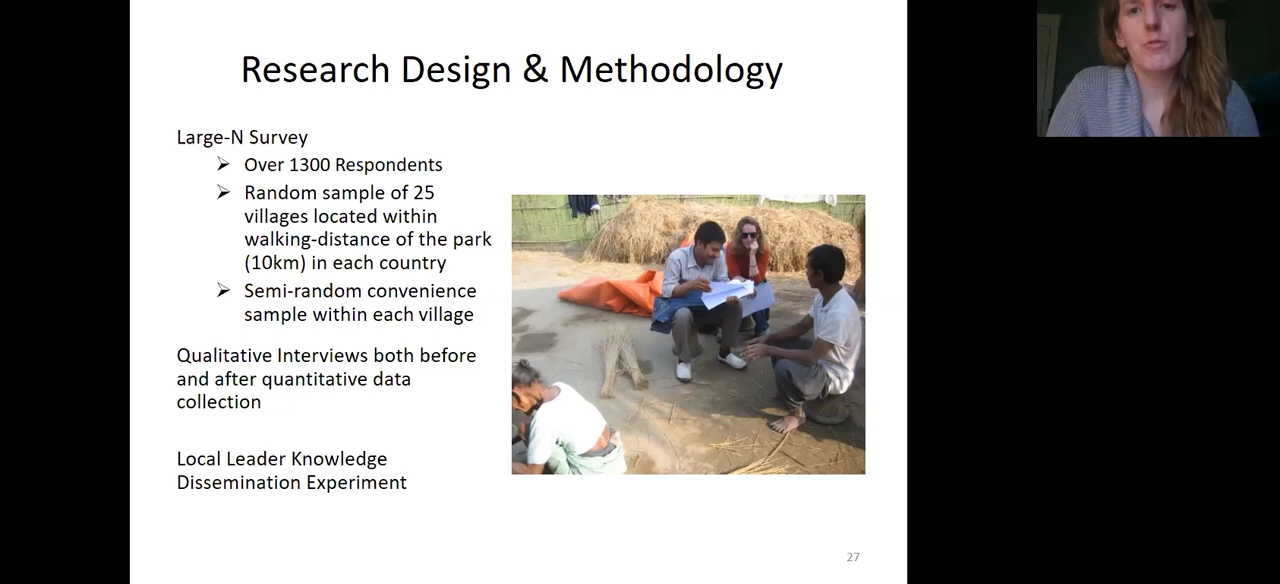 Research Design & Methodology
Large-N Survey
➢ Over 1300 Respondents
➢ Random sample of 25
villages located within
walking-distance of the park
(10km) in each country
➢ Semi-random convenience
sample within each village
Qualitative Interviews both before
and after quantitative data
collection
Local Leader Knowledge
Dissemination Experiment
27